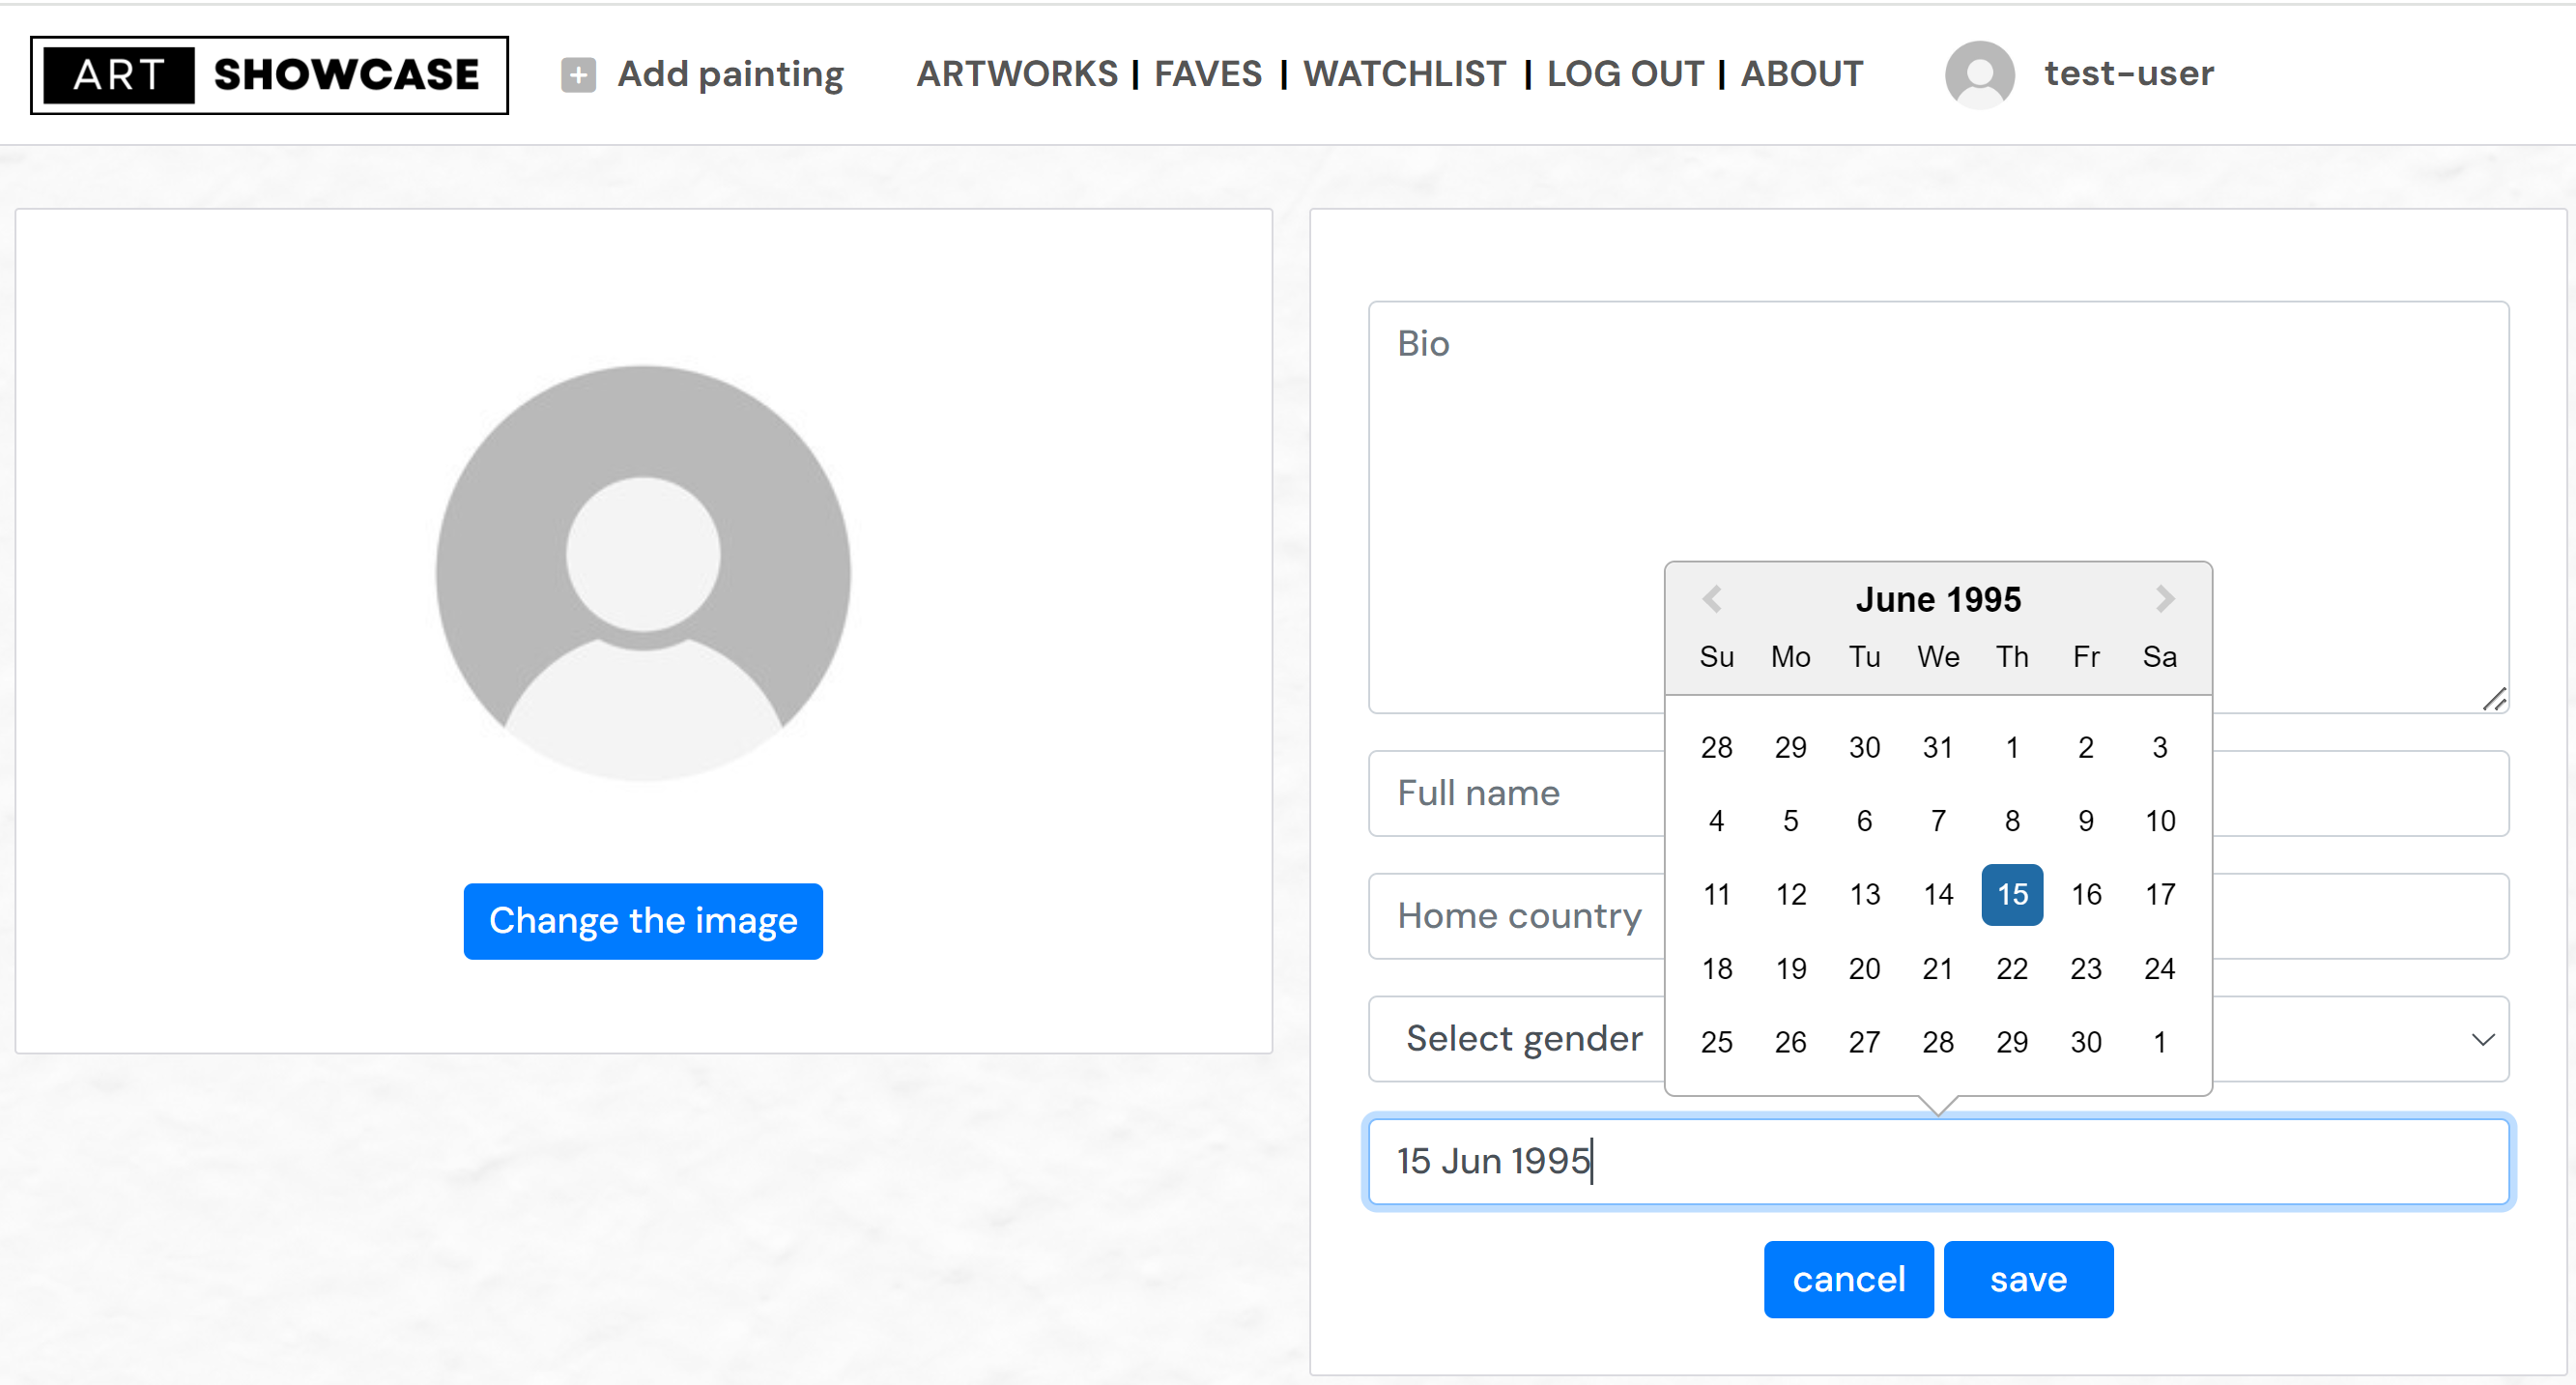 ART SHOWCASE Add painting ARTWORKS | FAVES | WATCHLIST | LOG OUT | ABOUT test-user
Change the image
Bio
Full name
Home country
Select gender
June 1995
Su Mo Tu We Th Fr Sa
28 29 30 31 1 2 3
4 5 6 7 8 9 10
11 12 13 14 15 16 17
18 19 20 21 22 23 24
25 26 27 28 29 30 1
15 Jun 1995
cancel save